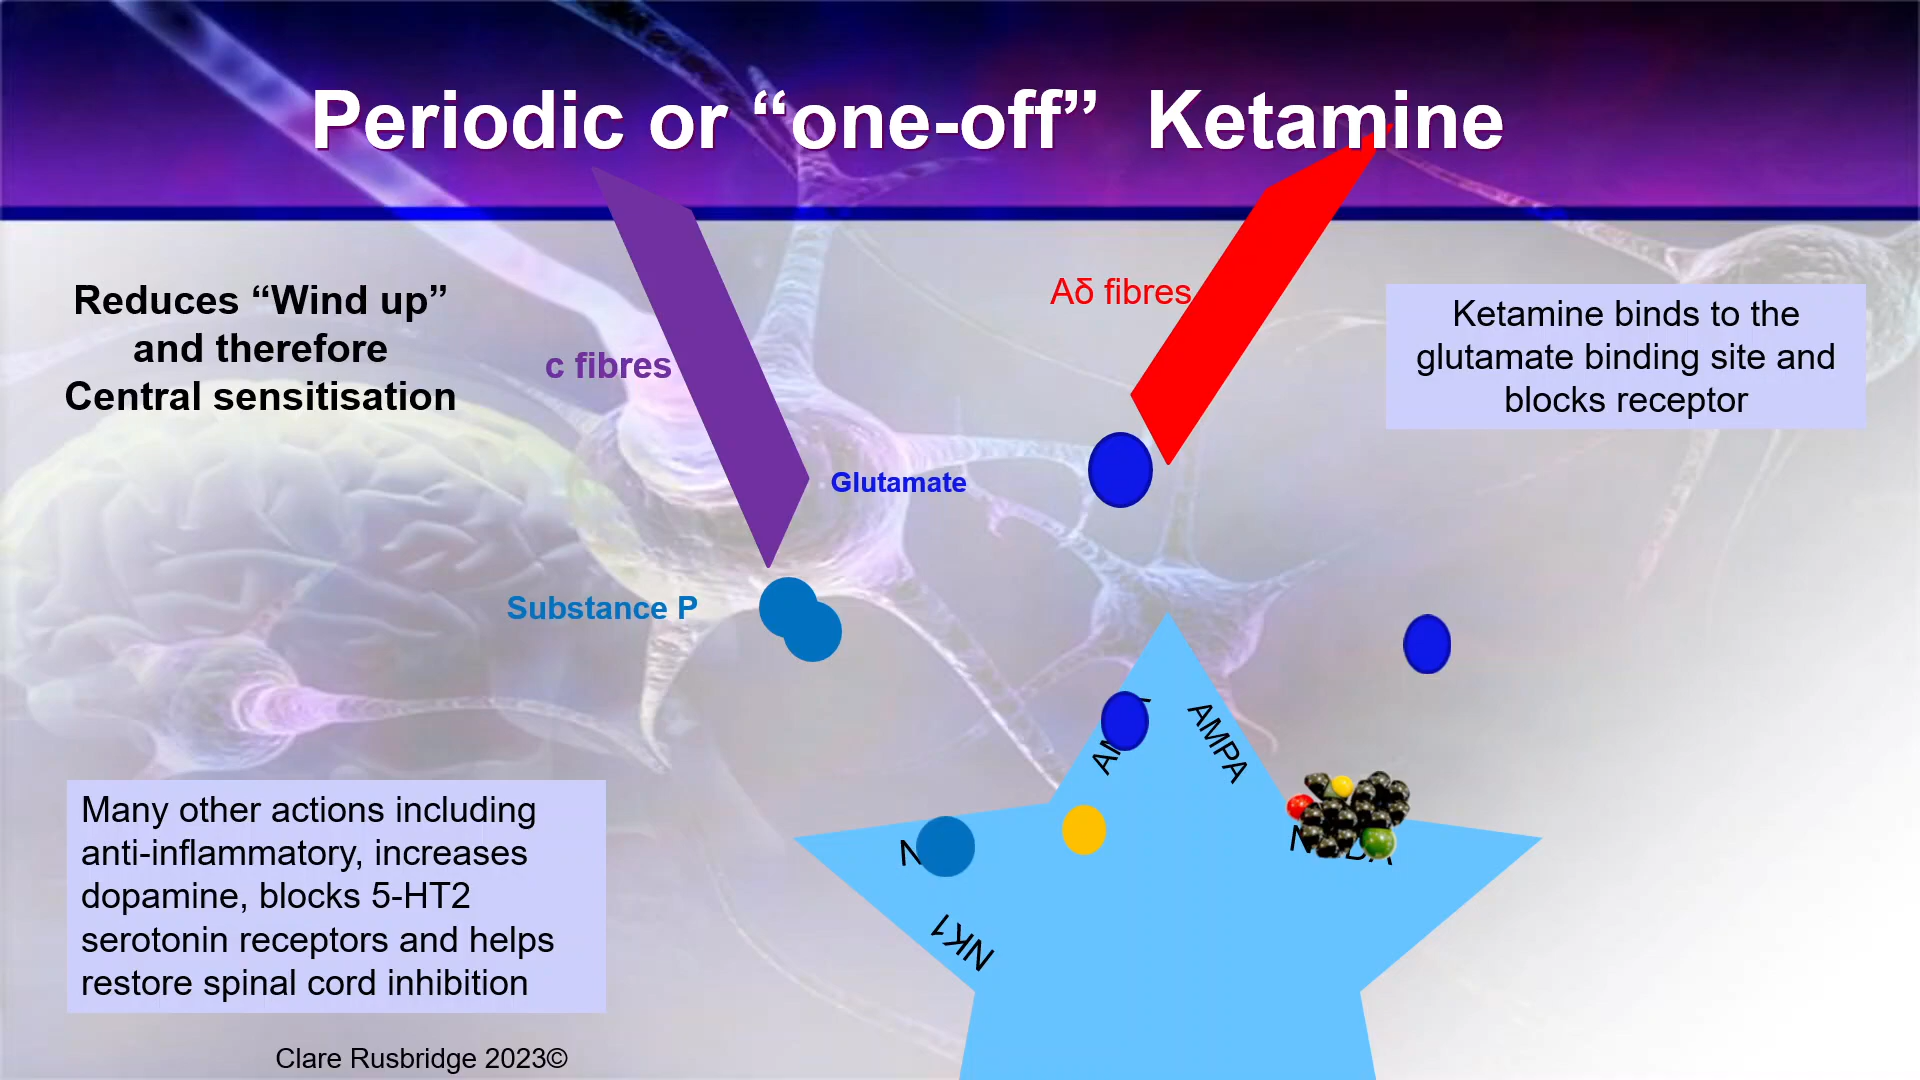 Periodic or “one-off”  Ketamine
Reduces “Wind up”
and therefore
Central sensitisation
c fibres
Aδ fibres
Ketamine binds to the
glutamate binding site and
blocks receptor
Glutamate
Substance P
AMPA
NK1
Many other actions including
anti-inflammatory, increases
dopamine, blocks 5-HT2
serotonin receptors and helps
restore spinal cord inhibition
Clare Rusbridge 2023©